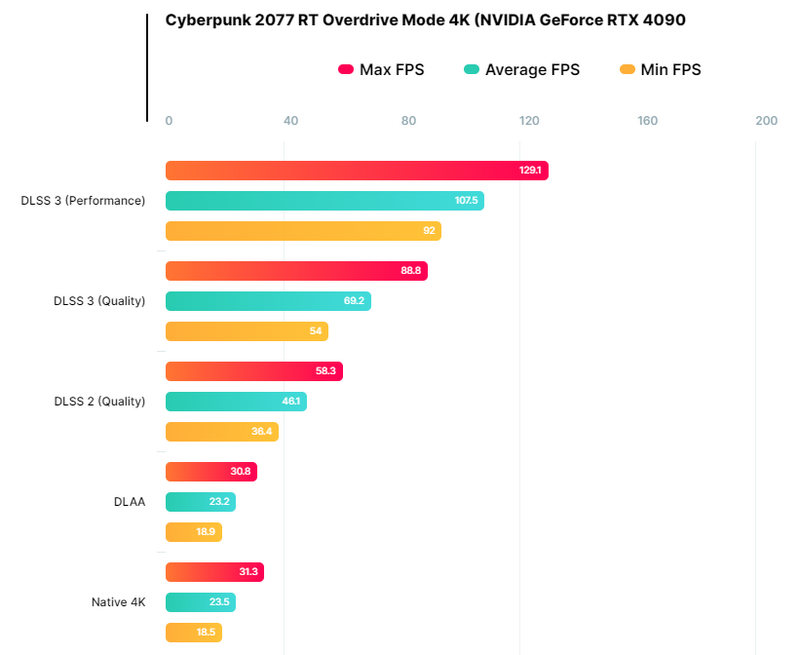 Cyberpunk 2077 RT Overdrive Mode 4K (NVIDIA GeForce RTX 4090
Max FPS Average FPS Min FPS
0 40 80 120 160 200
129.1
DLSS 3 (Performance) 107.5
92
88.8
DLSS 3 (Quality) 69.2
54
58.3
DLSS 2 (Quality) 46.1
36.4
30.8
DLAA 23.2
18.9
31.3
Native 4K 23.5
18.5